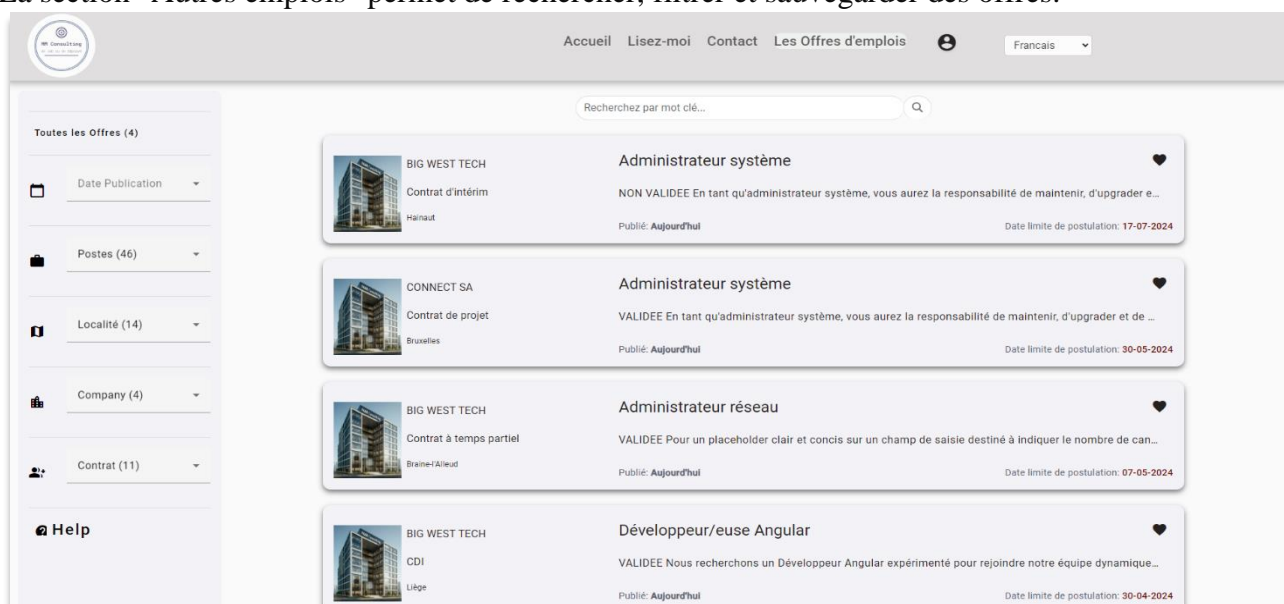 La section "Autres emplois" permet de rechercher, filtrer et sauvegarder des offres.
HR Consulting
Accueil Lisez-moi Contact Les Offres d'emplois Francais
Recherchez par mot clé...
Toutes les Offres (4)
Date Publication
Postes (46)
Localité (14)
Company (4)
Contrat (11)
Help
BIG WEST TECH
Contrat d'intérim
Hainaut
Administrateur système
NON VALIDEE En tant qu'administrateur système, vous aurez la responsabilité de maintenir, d'upgrader e...
Publié: Aujourd'hui Date limite de postulation: 17-07-2024
CONNECT SA
Contrat de projet
Bruxelles
Administrateur système
VALIDEE En tant qu'administrateur système, vous aurez la responsabilité de maintenir, d'upgrader et de ...
Publié: Aujourd'hui Date limite de postulation: 30-05-2024
BIG WEST TECH
Contrat à temps partiel
Braine-l'Alleud
Administrateur réseau
VALIDEE Pour un placeholder clair et concis sur un champ de saisie destiné à indiquer le nombre de can...
Publié: Aujourd'hui Date limite de postulation: 07-05-2024
BIG WEST TECH
CDI
Liège
Développeur/euse Angular
VALIDEE Nous recherchons un Développeur Angular expérimenté pour rejoindre notre équipe dynamique...
Publié: Aujourd'hui Date limite de postulation: 30-04-2024